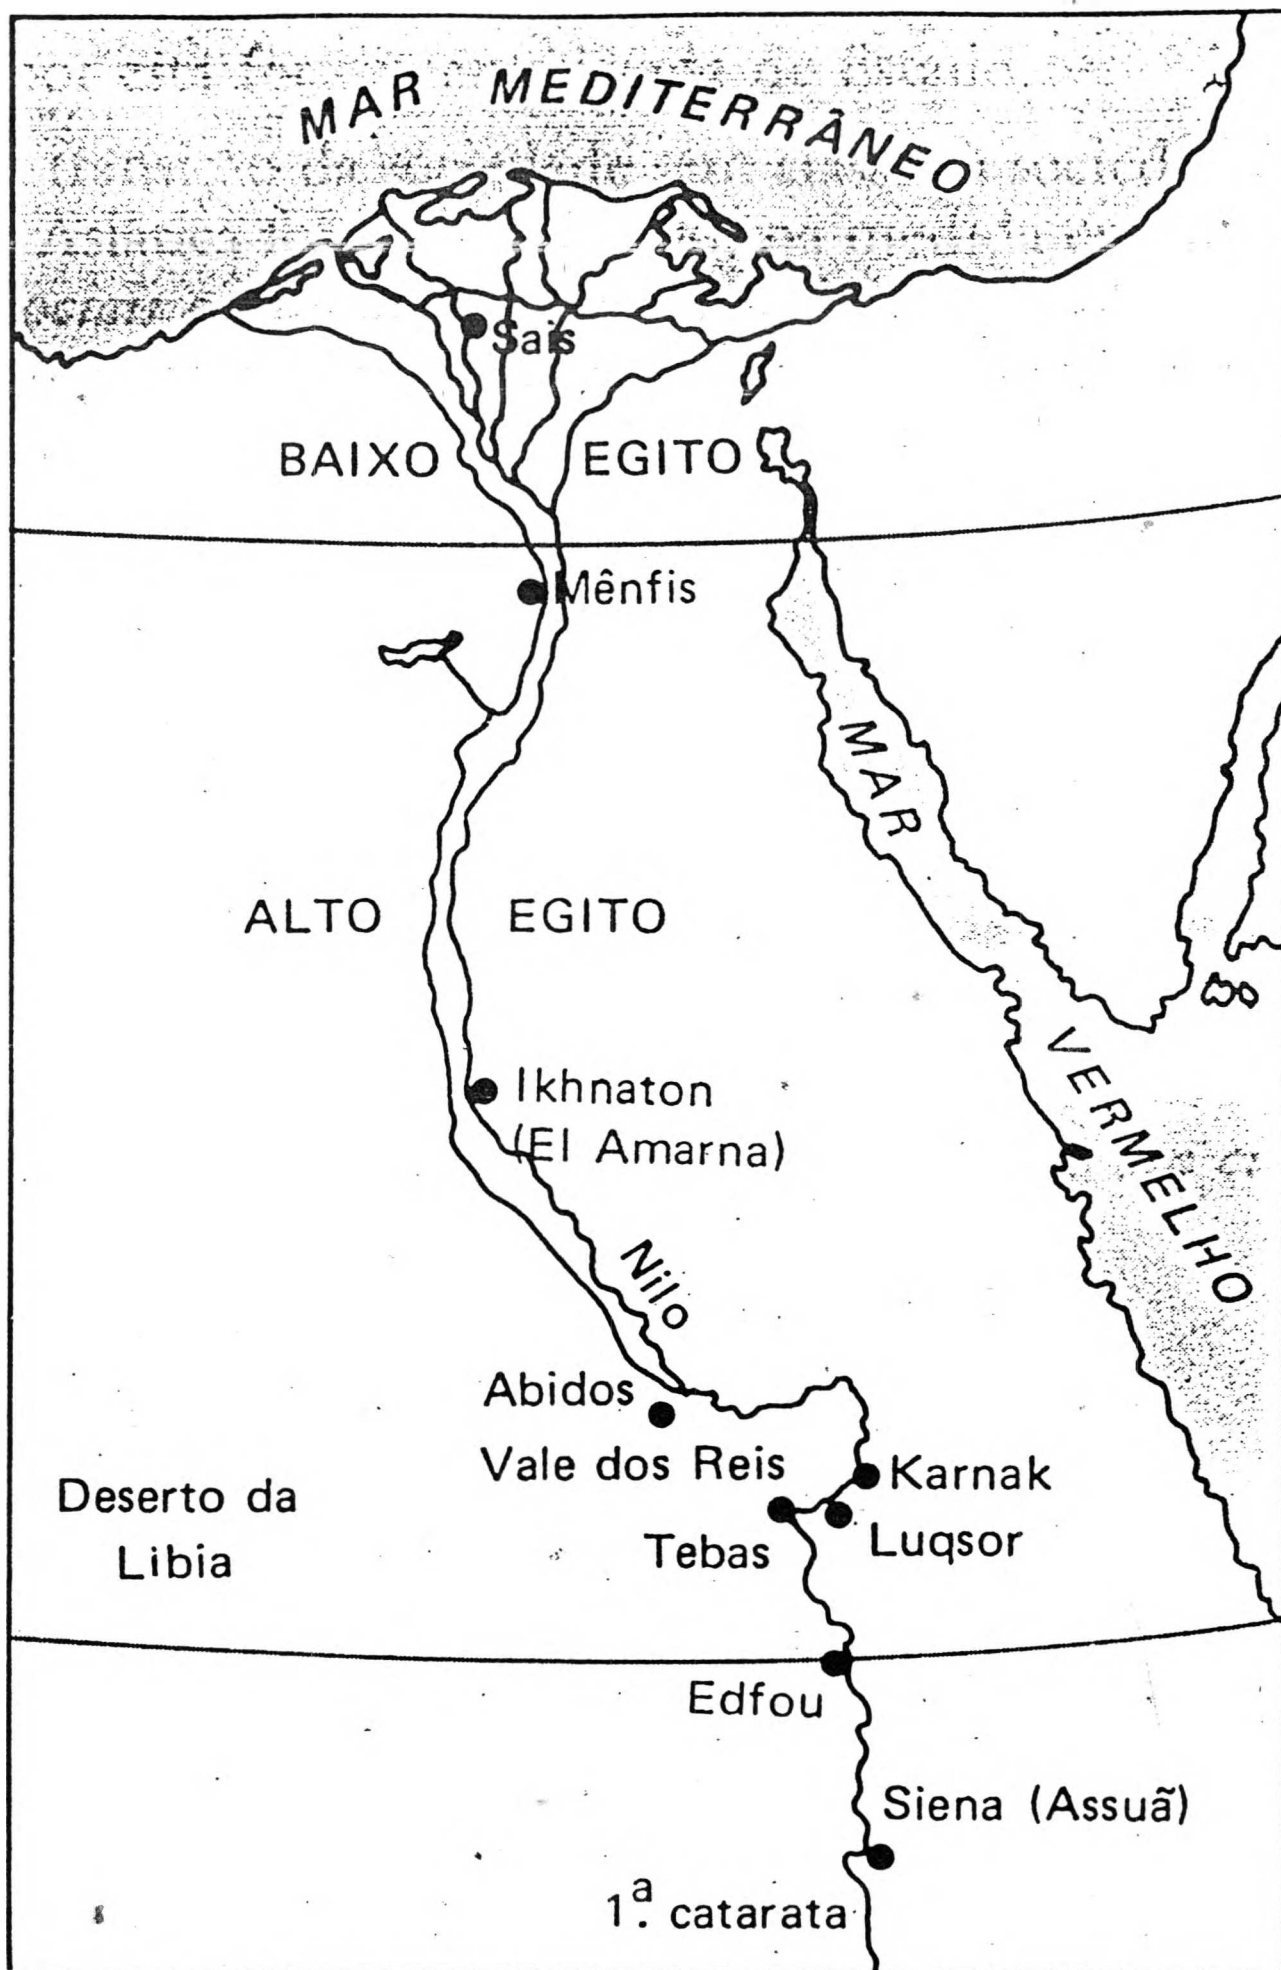 MAR MEDITERRÂNEO
Sais
BAIXO EGITO
Mênfis
MAR VERMELHO
ALTO EGITO
Ikhnaton
(El Amarna)
Nilo
Abidos
Vale dos Reis
Karnak
Deserto da
Libia
Tebas
Luqsor
Edfou
Siena (Assuã)
1.ª catarata